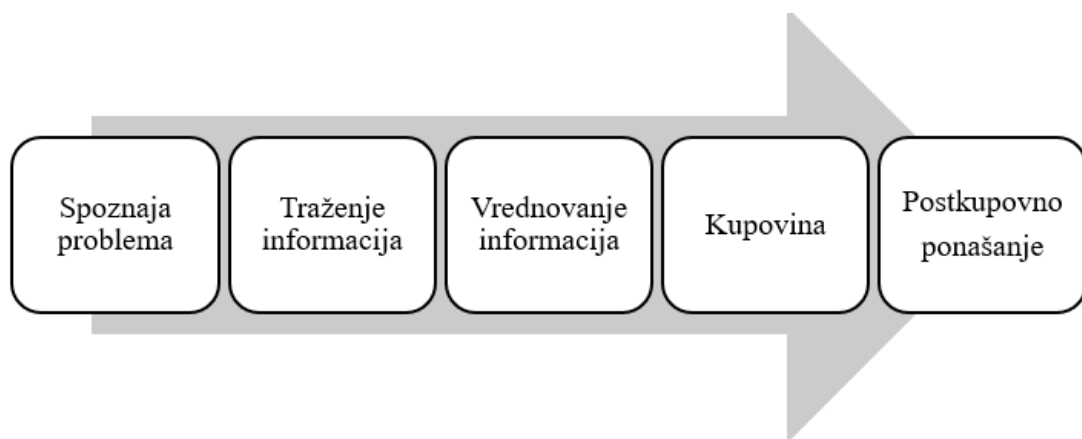 Spoznaja
problema
Traženje
informacija
Vrednovanje
informacija
Kupovina
Postkupovno
ponašanje